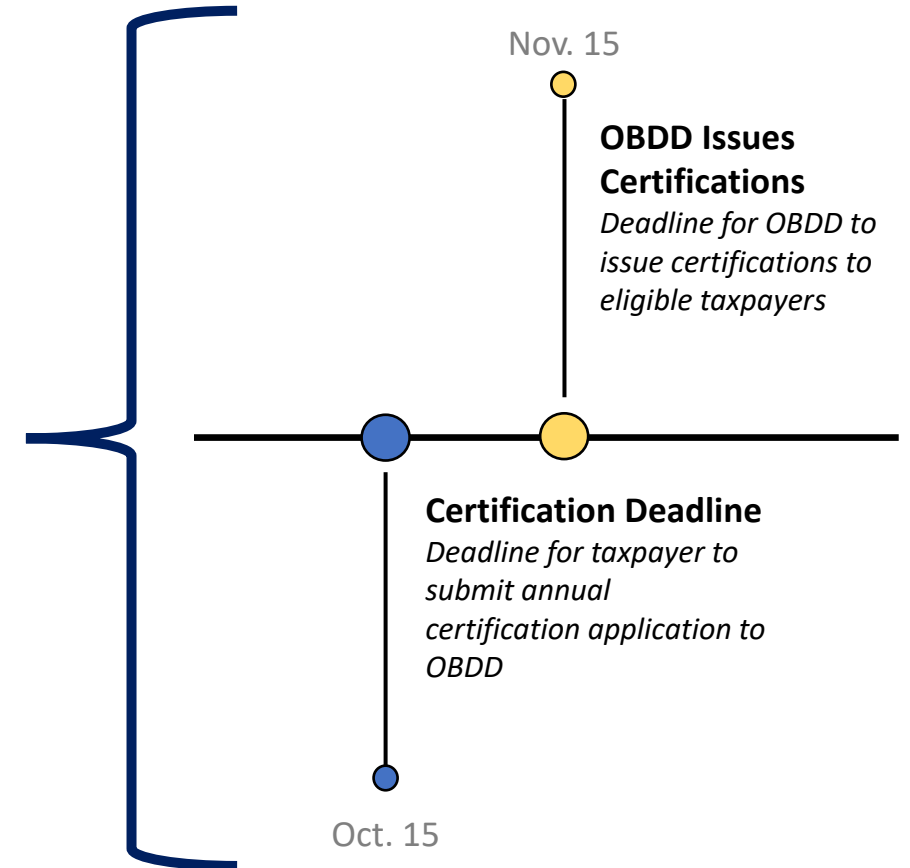 Nov. 15
OBDD Issues
Certifications
Deadline for OBDD to
issue certifications to
eligible taxpayers
Certification Deadline
Deadline for taxpayer to
submit annual
certification application to
OBDD
Oct. 15